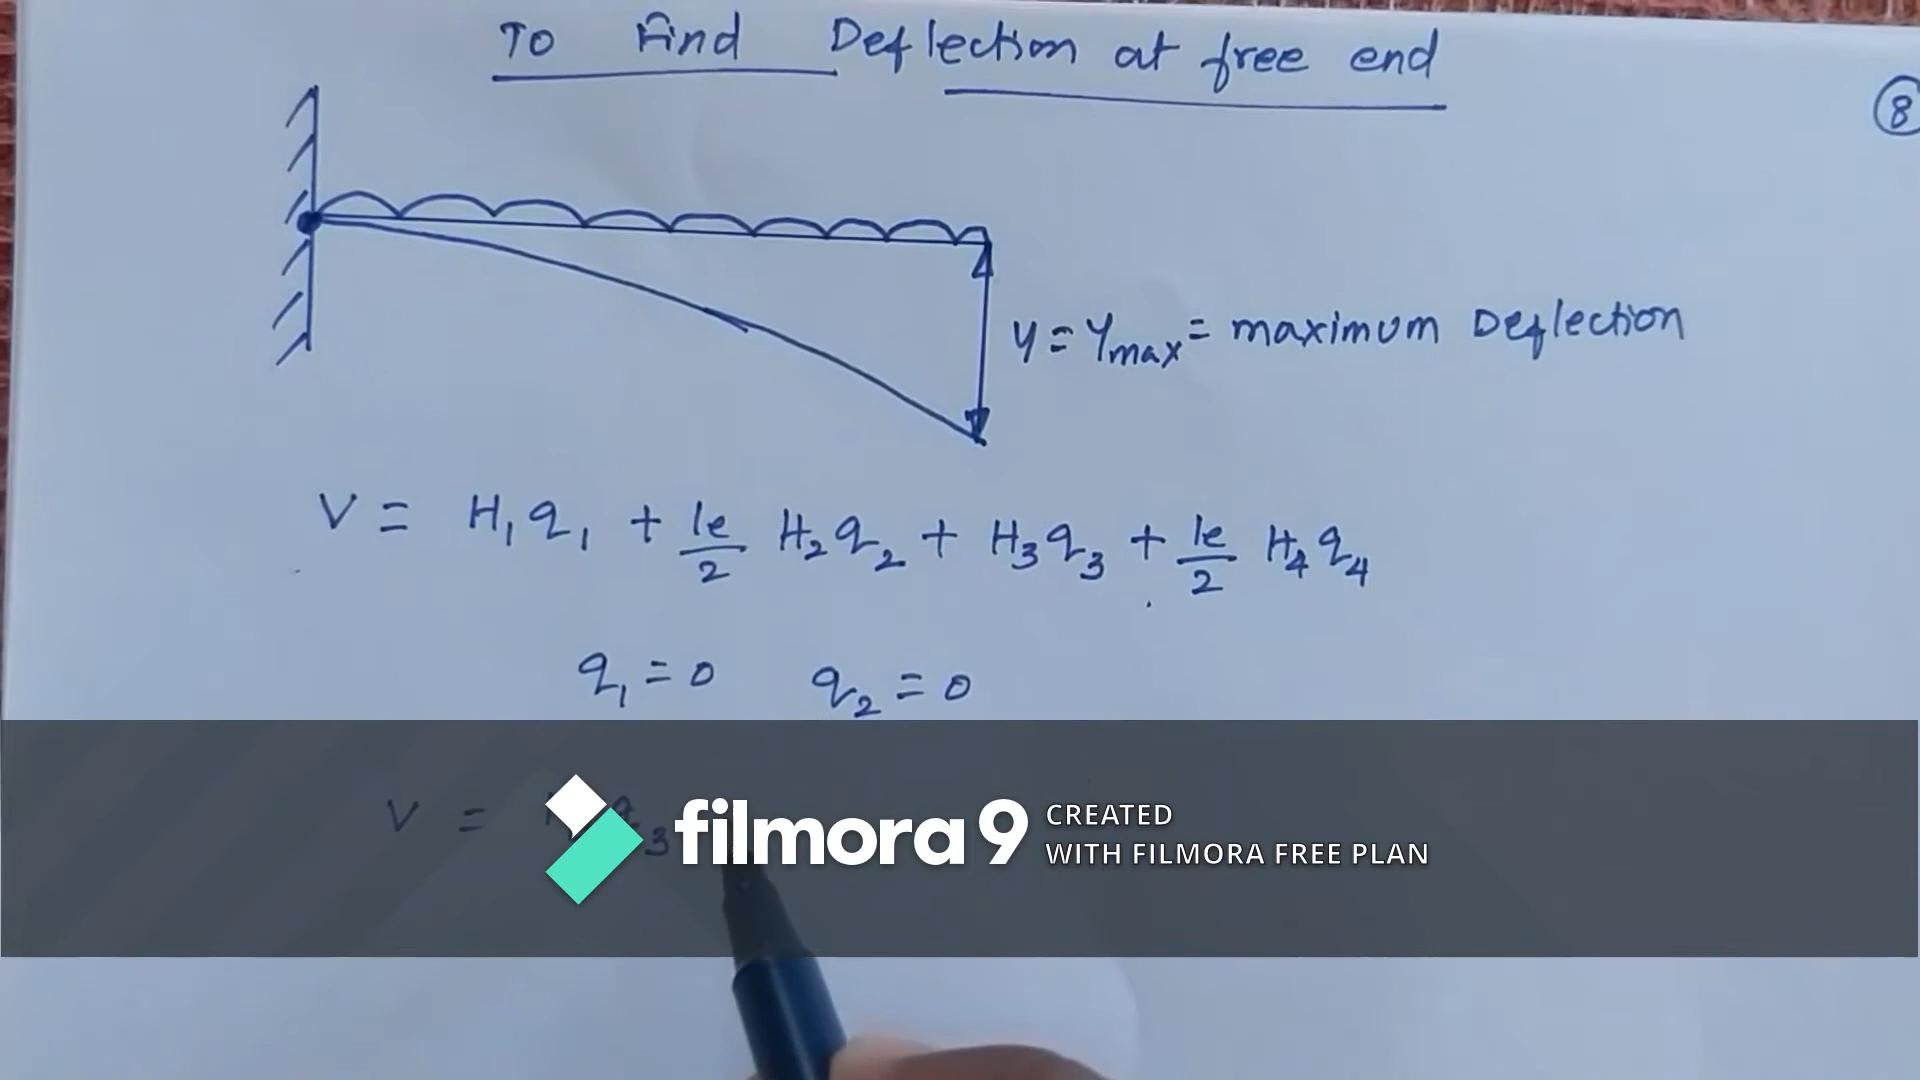 To Find Deflection at free end
8
y = ymax = maximum Deflection
V = H₁q₁ + le/2 H₂q₂ + H₃q₃ + le/2 H₄q₄
q₁ = 0 q₂ = 0
V =
filmora 9 CREATED
WITH FILMORA FREE PLAN